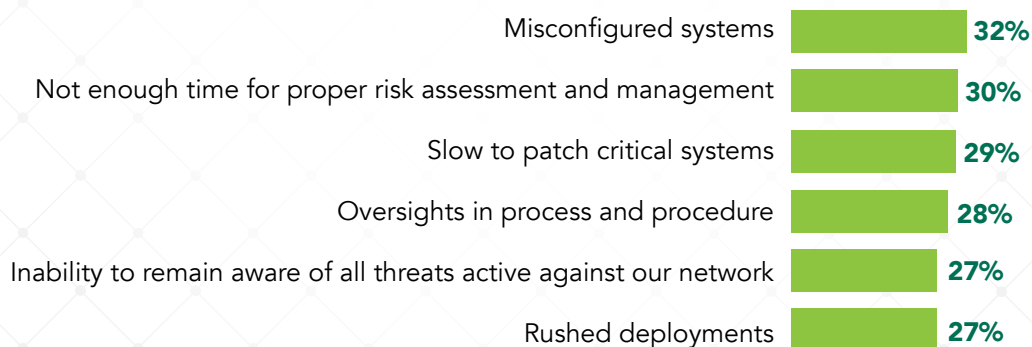 Misconfigured systems 32%
Not enough time for proper risk assessment and management 30%
Slow to patch critical systems 29%
Oversights in process and procedure 28%
Inability to remain aware of all threats active against our network 27%
Rushed deployments 27%